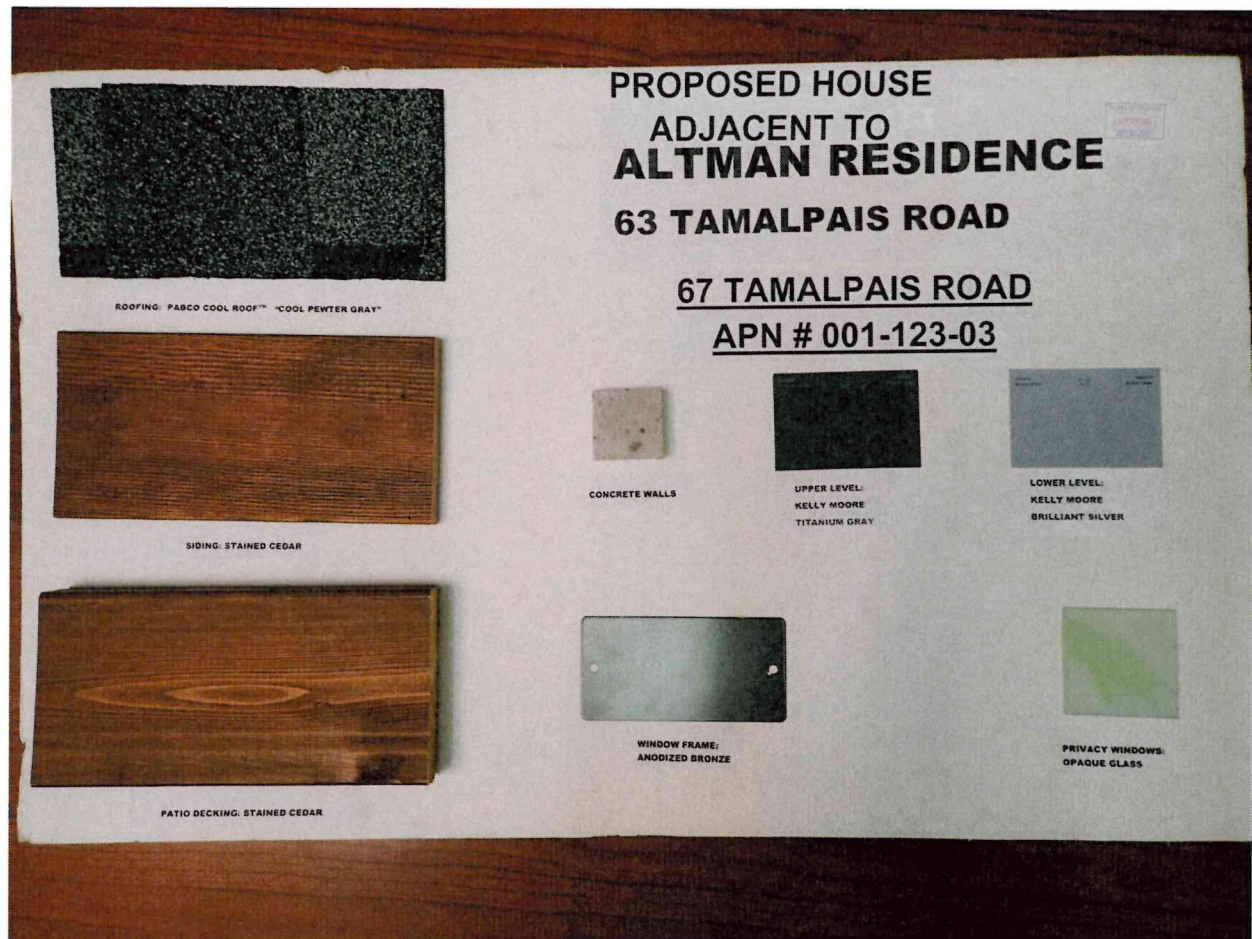 PROPOSED HOUSE
ADJACENT TO
ALTMAN RESIDENCE
63 TAMALPAIS ROAD
67 TAMALPAIS ROAD
APN # 001-123-03
ROOFING: PABCO COOL ROOF™ "COOL PEWTER GRAY"
SIDING: STAINED CEDAR
PATIO DECKING: STAINED CEDAR
CONCRETE WALLS
UPPER LEVEL:
KELLY MOORE
TITANIUM GRAY
LOWER LEVEL:
KELLY MOORE
BRILLIANT SILVER
WINDOW FRAME:
ANODIZED BRONZE
PRIVACY WINDOWS:
OPAQUE GLASS